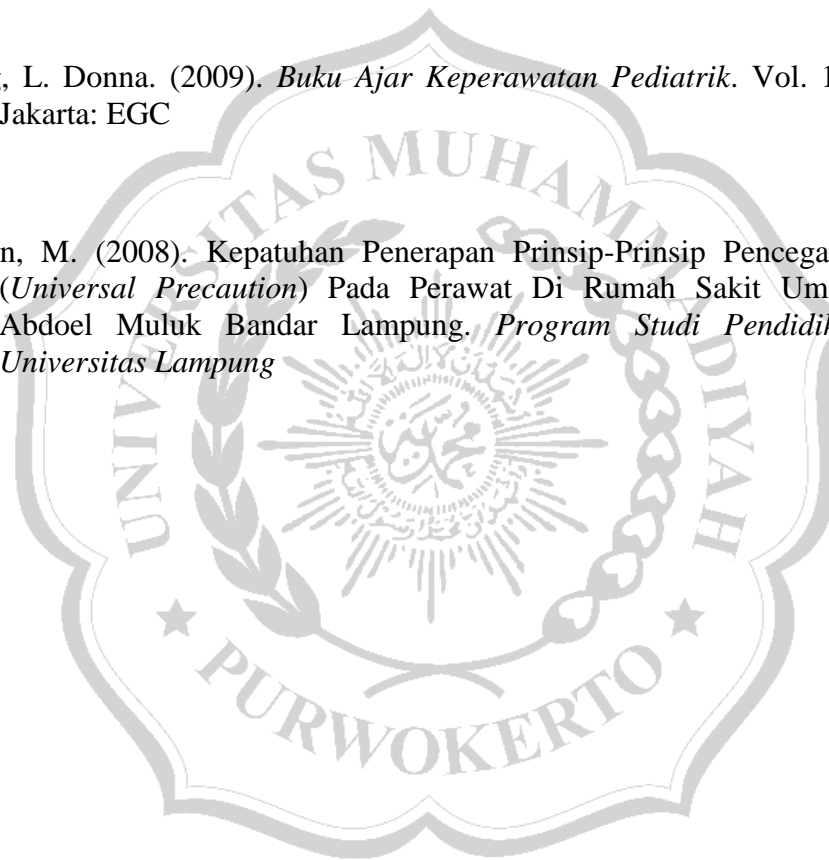 , L. Donna. (2009). Buku Ajar Keperawatan Pediatrik. Vol. 1
Jakarta: EGC
n, M. (2008). Kepatuhan Penerapan Prinsip-Prinsip Pencega
(Universal Precaution) Pada Perawat Di Rumah Sakit Um
Abdoel Muluk Bandar Lampung. Program Studi Pendidi
Universitas Lampung
UNIVERSITAS MUHAMMADIYAH
PURWOKERTO